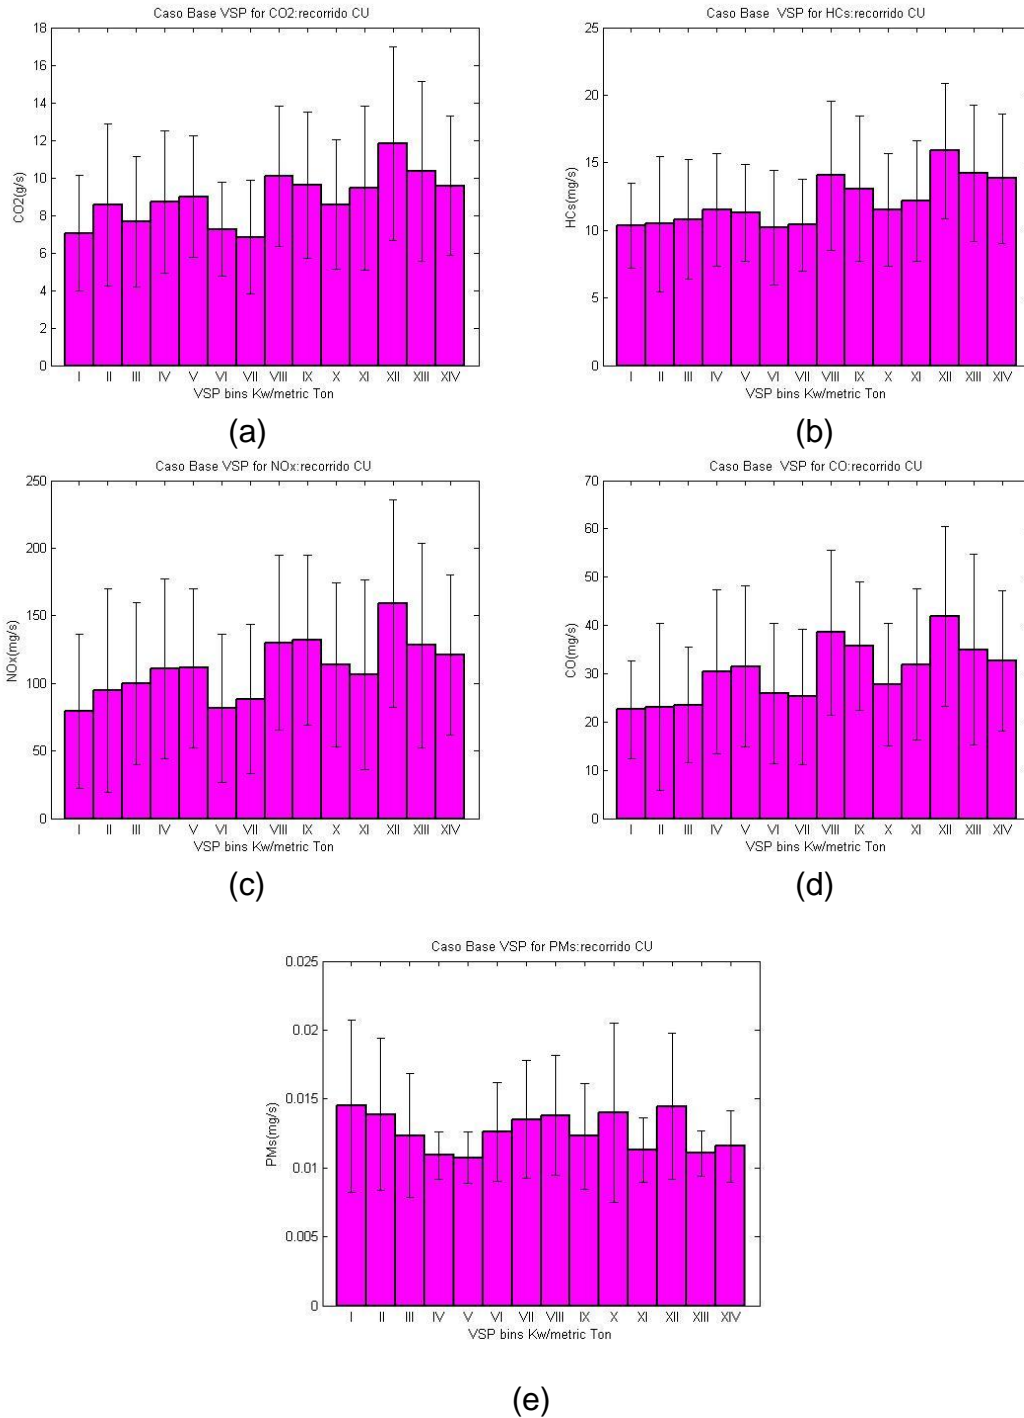 Caso Base VSP for CO2:recorrido CU
18
16
14
12
10
8
6
4
2
0
CO2(g/s)
I II III IV V VI VII VIII IX X XI XII XIII XIV
VSP bins Kw/metric Ton
(a)
Caso Base  VSP for HCs:recorrido CU
25
20
15
10
5
0
HCs(mg/s)
I II III IV V VI VII VIII IX X XI XII XIII XIV
VSP bins Kw/metric Ton
(b)
Caso Base VSP for NOx:recorrido CU
250
200
150
100
50
0
NOx(mg/s)
I II III IV V VI VII VIII IX X XI XII XIII XIV
VSP bins Kw/metric Ton
(c)
Caso Base  VSP for CO:recorrido CU
70
60
50
40
30
20
10
0
CO(mg/s)
I II III IV V VI VII VIII IX X XI XII XIII XIV
VSP bins Kw/metric Ton
(d)
Caso Base VSP for PMs:recorrido CU
0.025
0.02
0.015
0.01
0.005
0
PMs(mg/s)
I II III IV V VI VII VIII IX X XI XII XIII XIV
VSP bins Kw/metric Ton
(e)